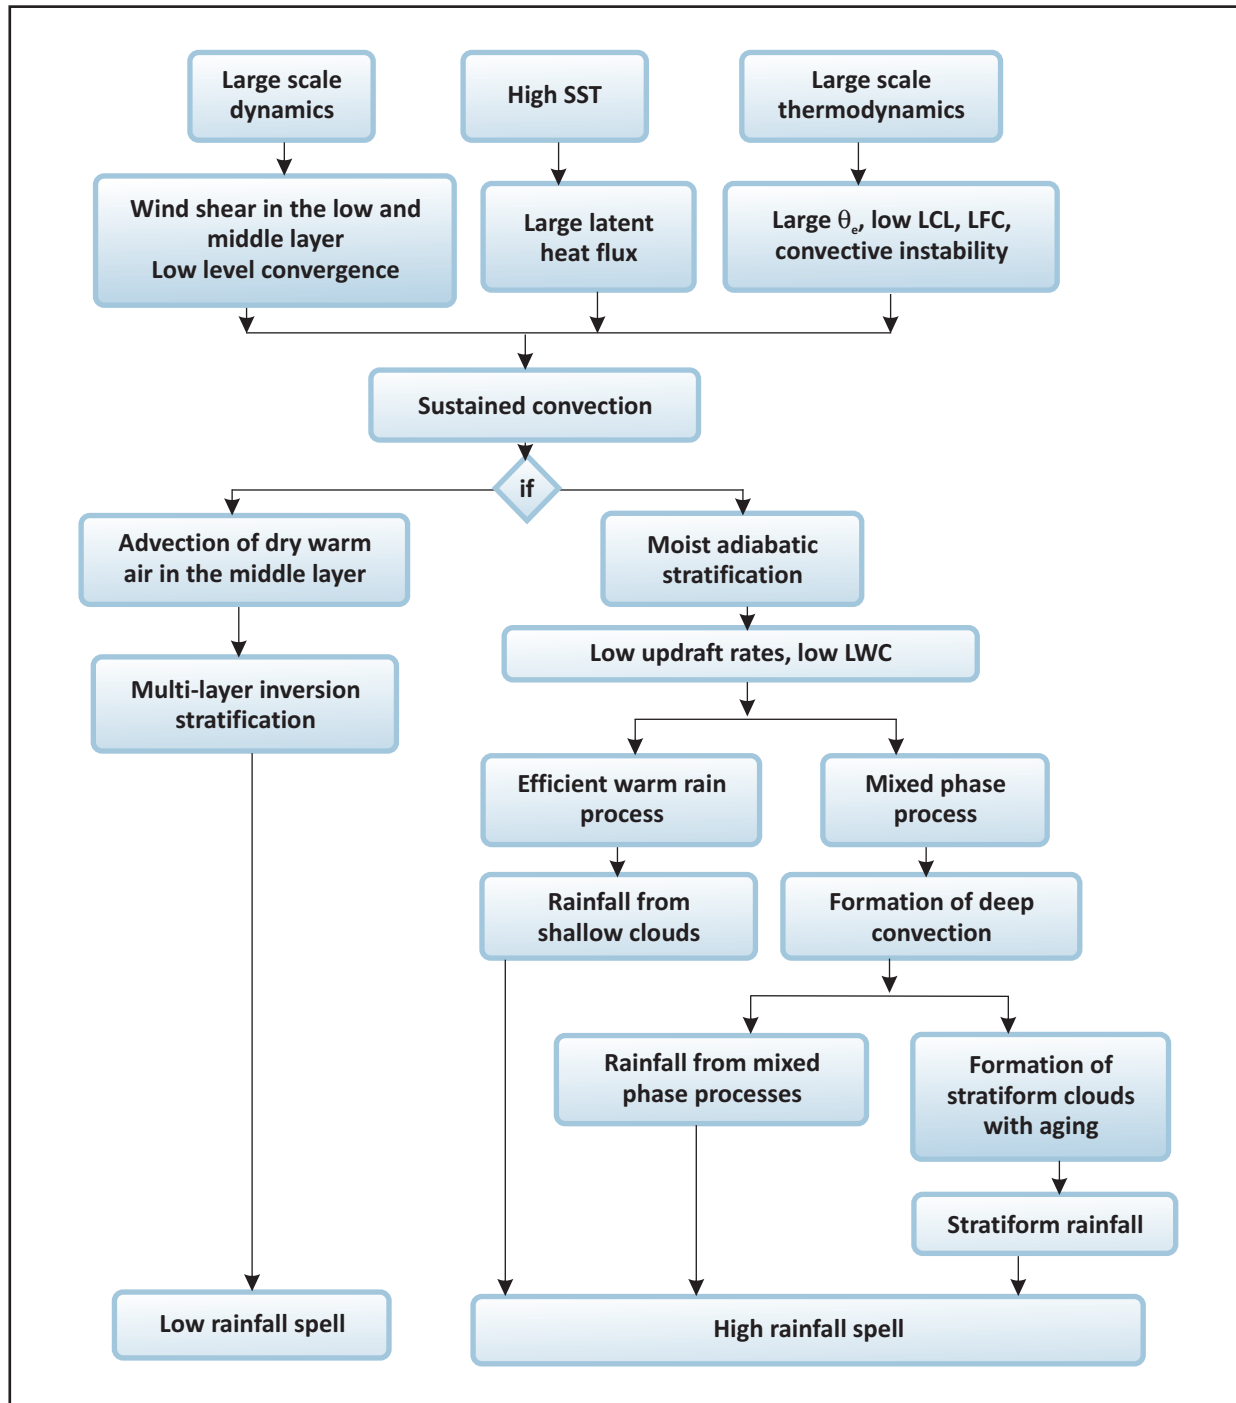 Large scale
dynamics
High SST
Large scale
thermodynamics
Wind shear in the low and
middle layer
Low level convergence
Large latent
heat flux
Large θe, low LCL, LFC,
convective instability
Sustained convection
if
Advection of dry warm
air in the middle layer
Moist adiabatic
stratification
Low updraft rates, low LWC
Multi-layer inversion
stratification
Efficient warm rain
process
Mixed phase
process
Rainfall from
shallow clouds
Formation of deep
convection
Rainfall from mixed
phase processes
Formation of
stratiform clouds
with aging
Stratiform rainfall
Low rainfall spell
High rainfall spell